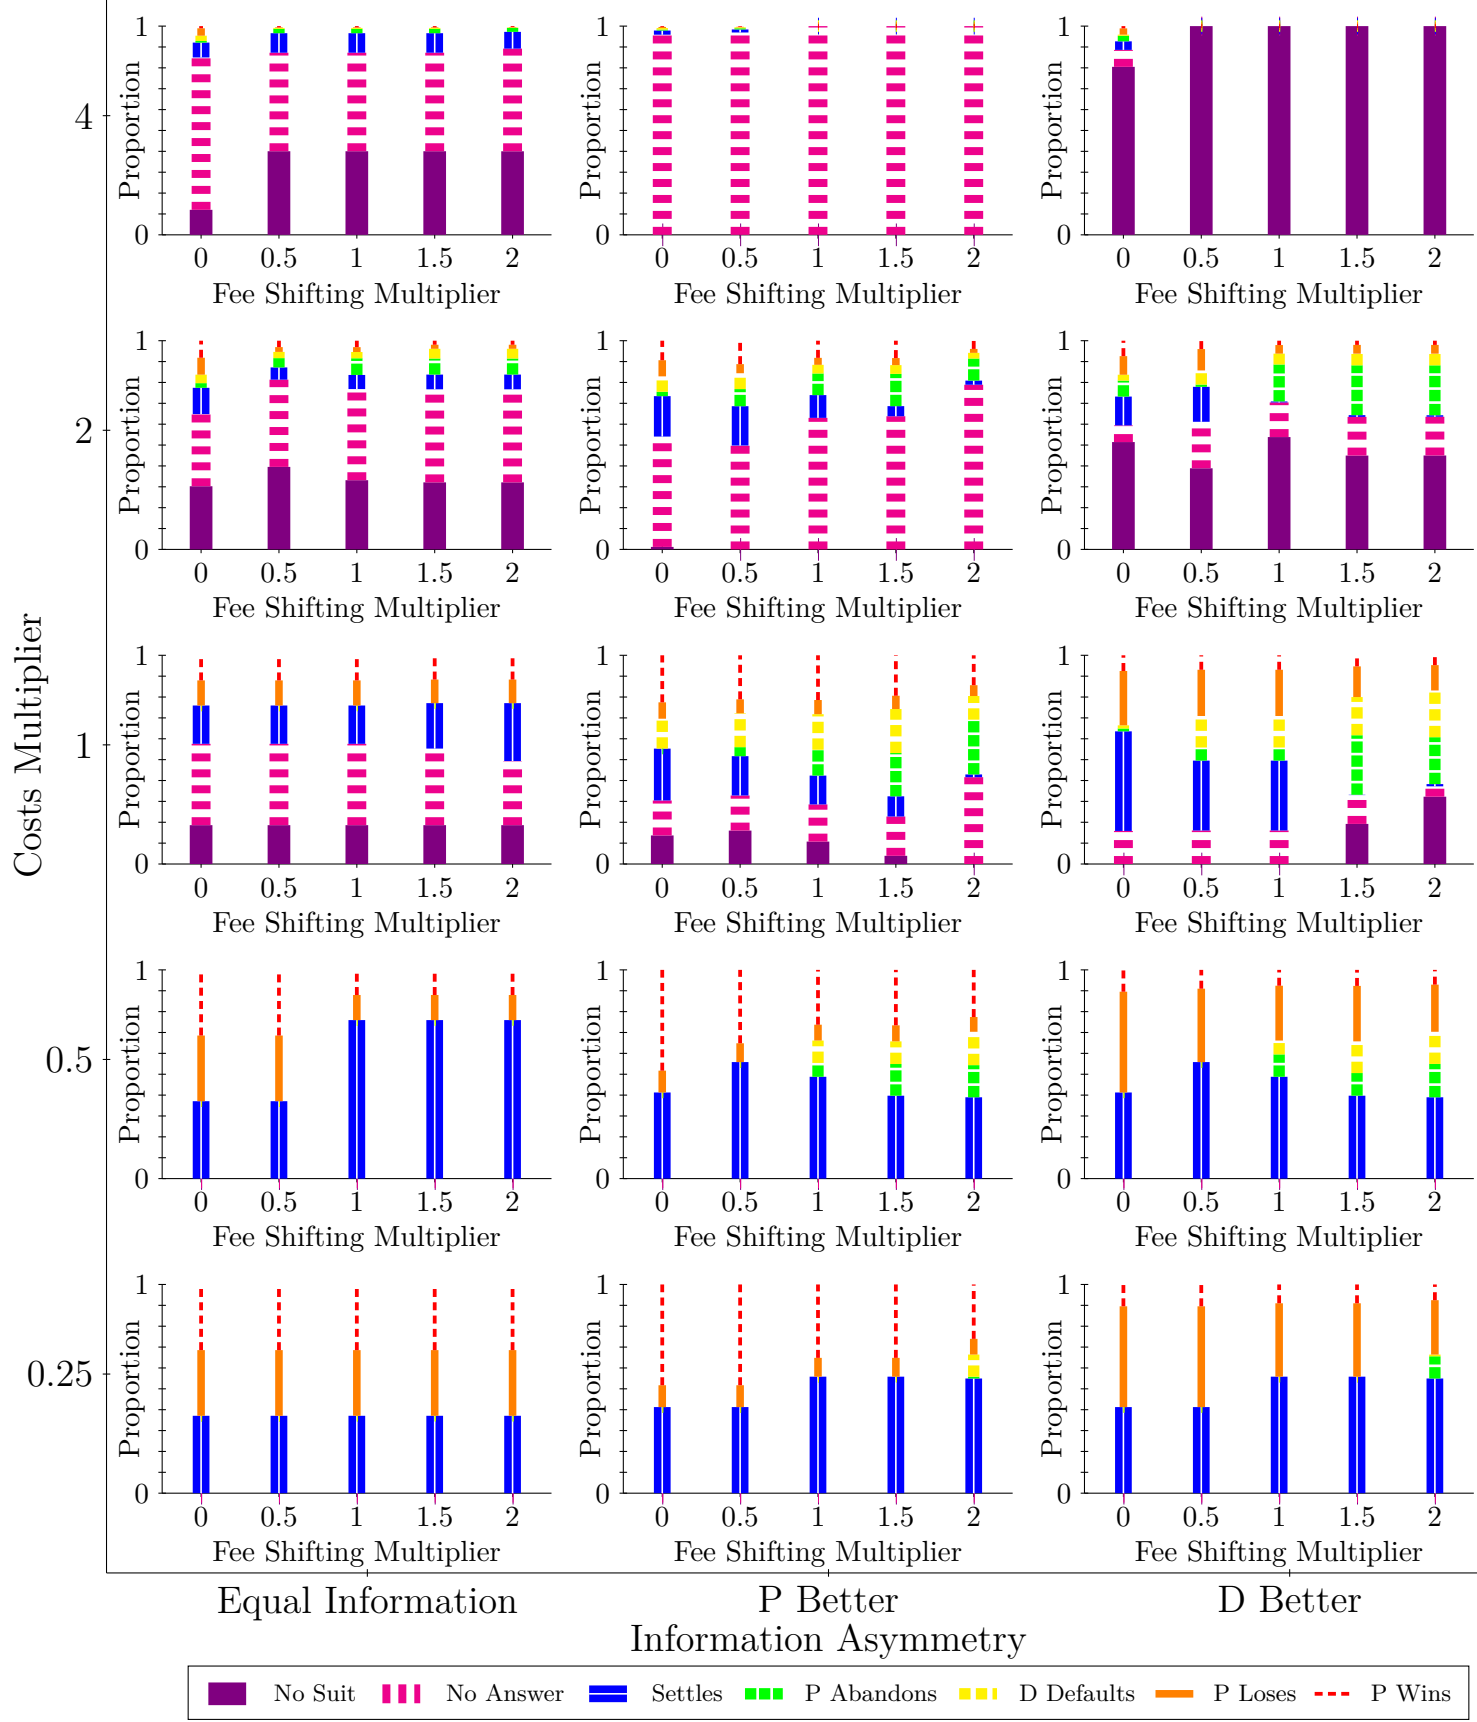 1
1
1
Proportion
Proportion
Proportion
4
0
0
0
0 0.5 1 1.5 2
0 0.5 1 1.5 2
0 0.5 1 1.5 2
Fee Shifting Multiplier
Fee Shifting Multiplier
Fee Shifting Multiplier
1
1
1
Proportion
Proportion
Proportion
2
0
0
0
0 0.5 1 1.5 2
0 0.5 1 1.5 2
0 0.5 1 1.5 2
Fee Shifting Multiplier
Fee Shifting Multiplier
Fee Shifting Multiplier
Costs Multiplier
1
1
1
Proportion
Proportion
Proportion
1
0
0
0
0 0.5 1 1.5 2
0 0.5 1 1.5 2
0 0.5 1 1.5 2
Fee Shifting Multiplier
Fee Shifting Multiplier
Fee Shifting Multiplier
1
1
1
Proportion
Proportion
Proportion
0.5
0
0
0
0 0.5 1 1.5 2
0 0.5 1 1.5 2
0 0.5 1 1.5 2
Fee Shifting Multiplier
Fee Shifting Multiplier
Fee Shifting Multiplier
1
1
1
Proportion
Proportion
Proportion
0.25
0
0
0
0 0.5 1 1.5 2
0 0.5 1 1.5 2
0 0.5 1 1.5 2
Fee Shifting Multiplier
Fee Shifting Multiplier
Fee Shifting Multiplier
Equal Information
P Better
D Better
Information Asymmetry
No Suit No Answer Settles P Abandons D Defaults P Loses P Wins